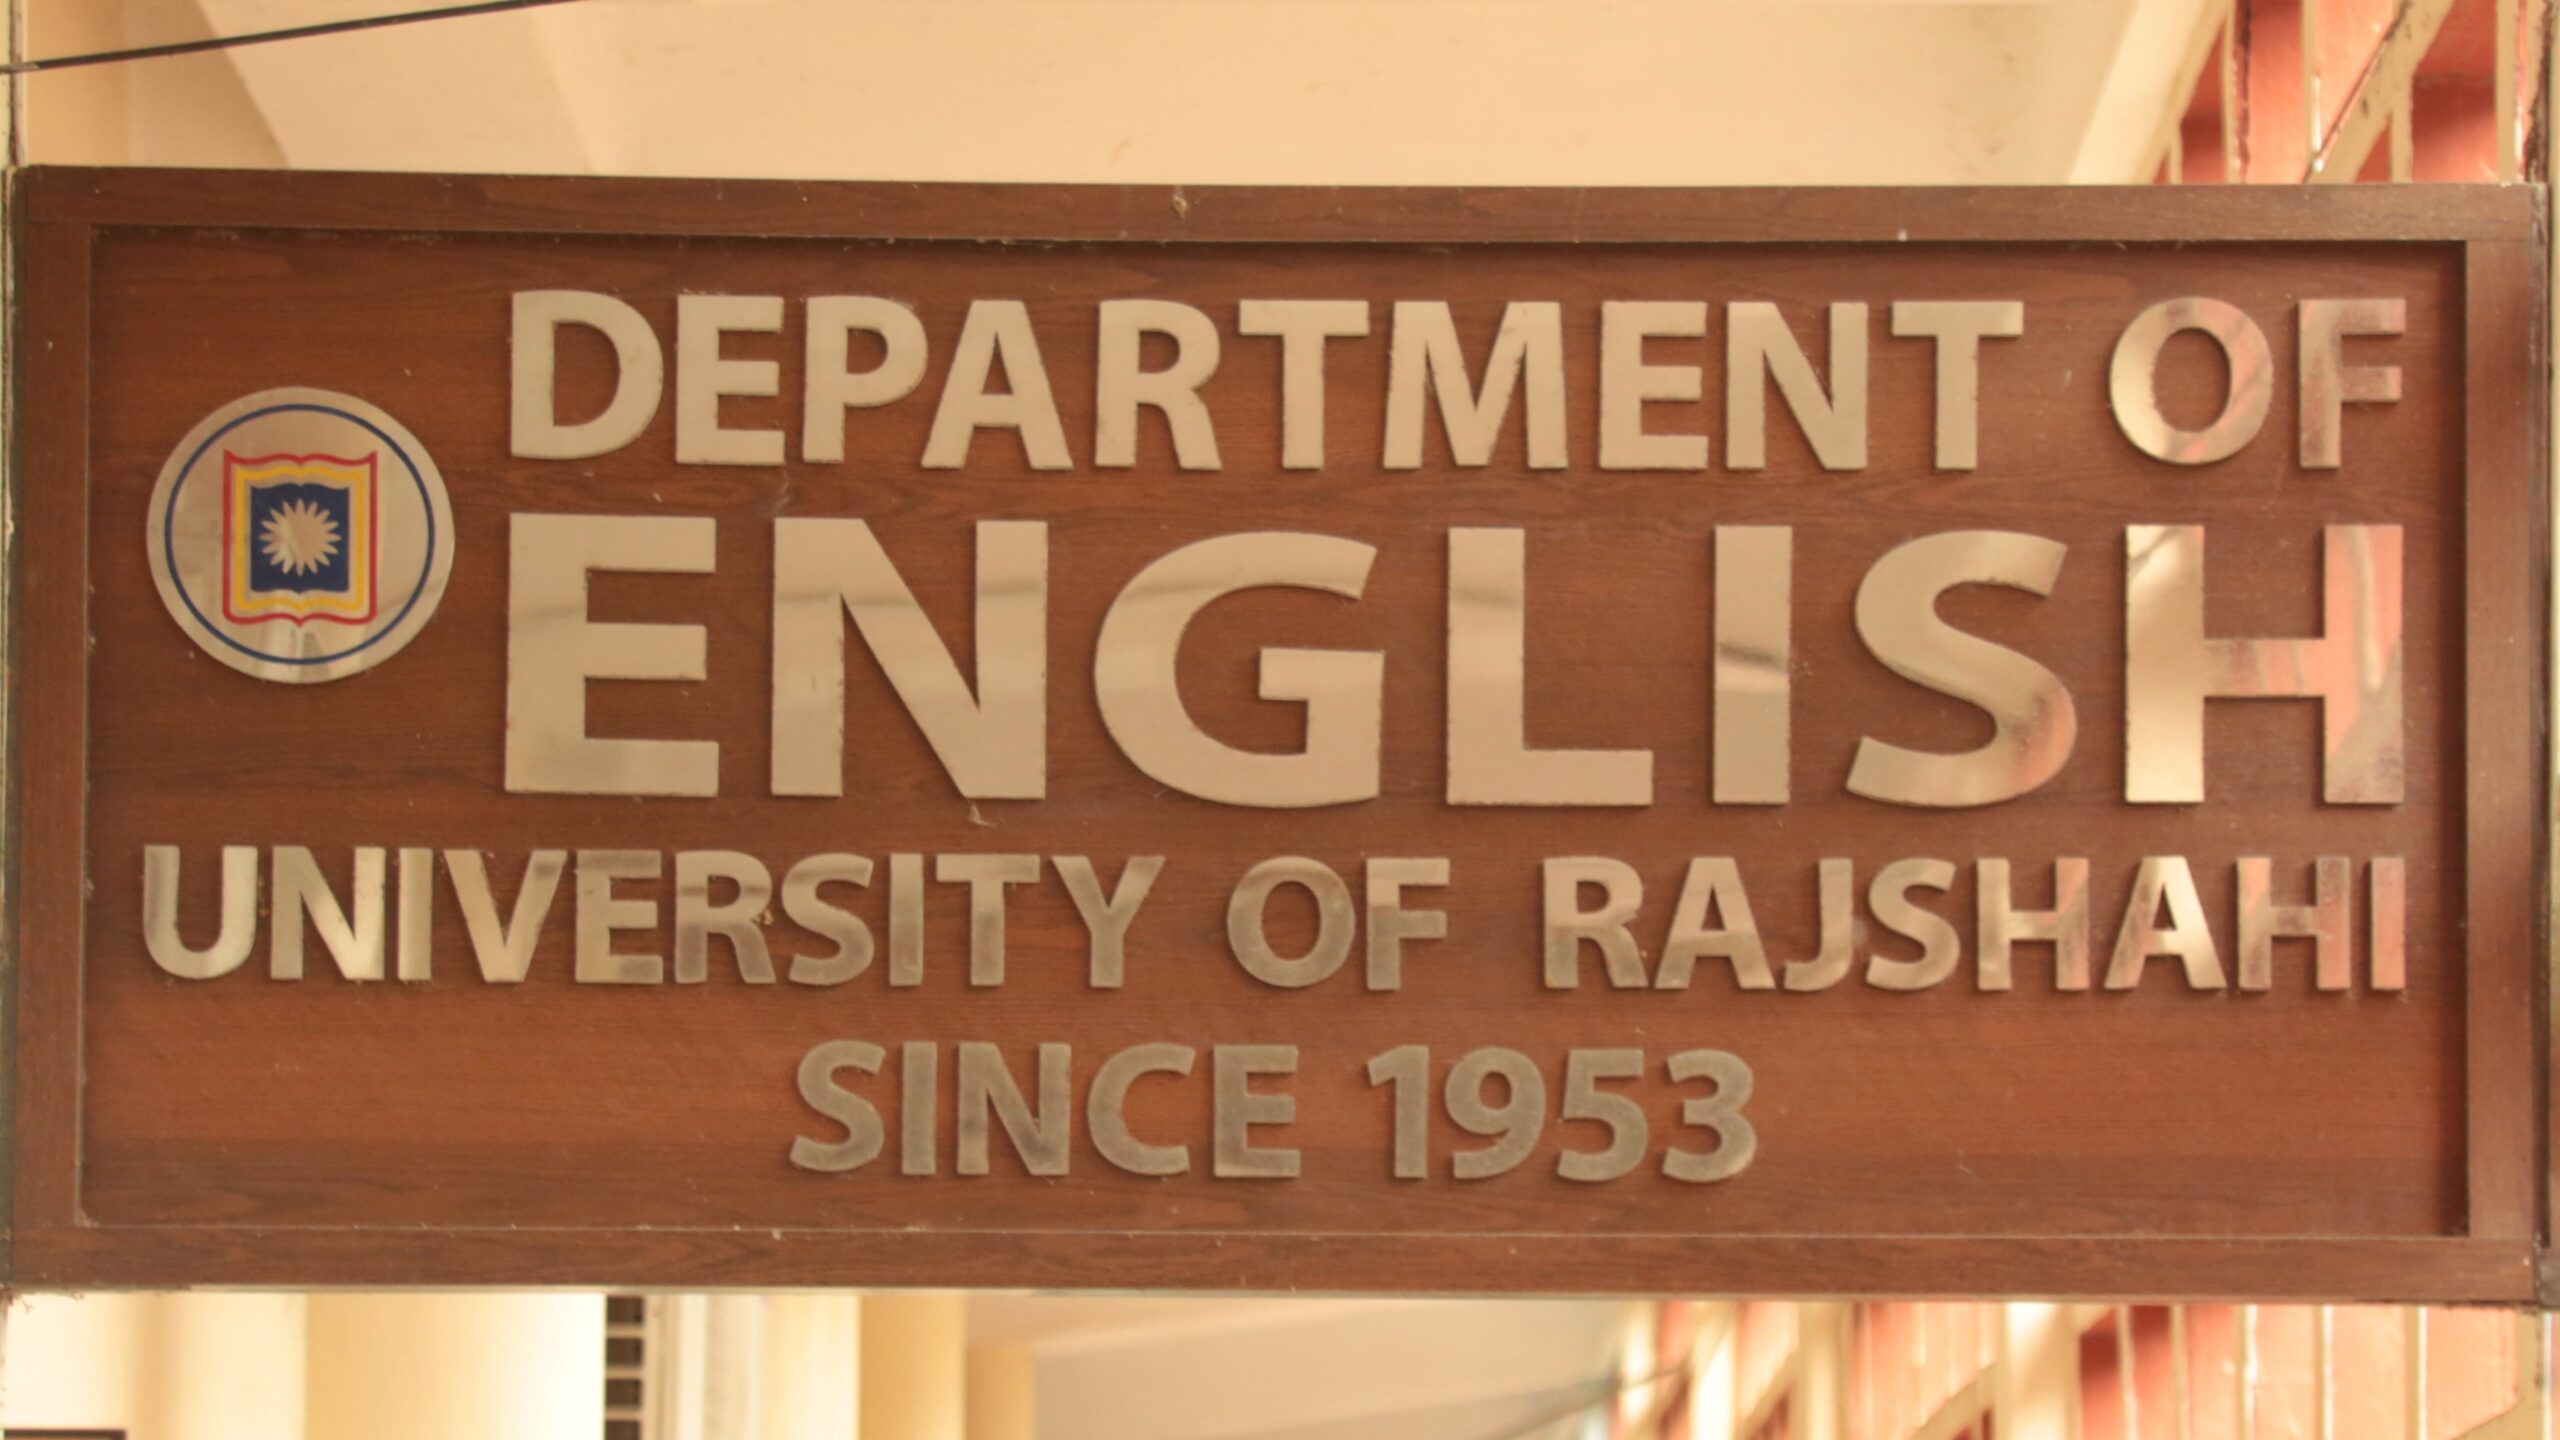 DEPARTMENT OF
ENGLISH
UNIVERSITY OF RAJSHAHI
SINCE 1953